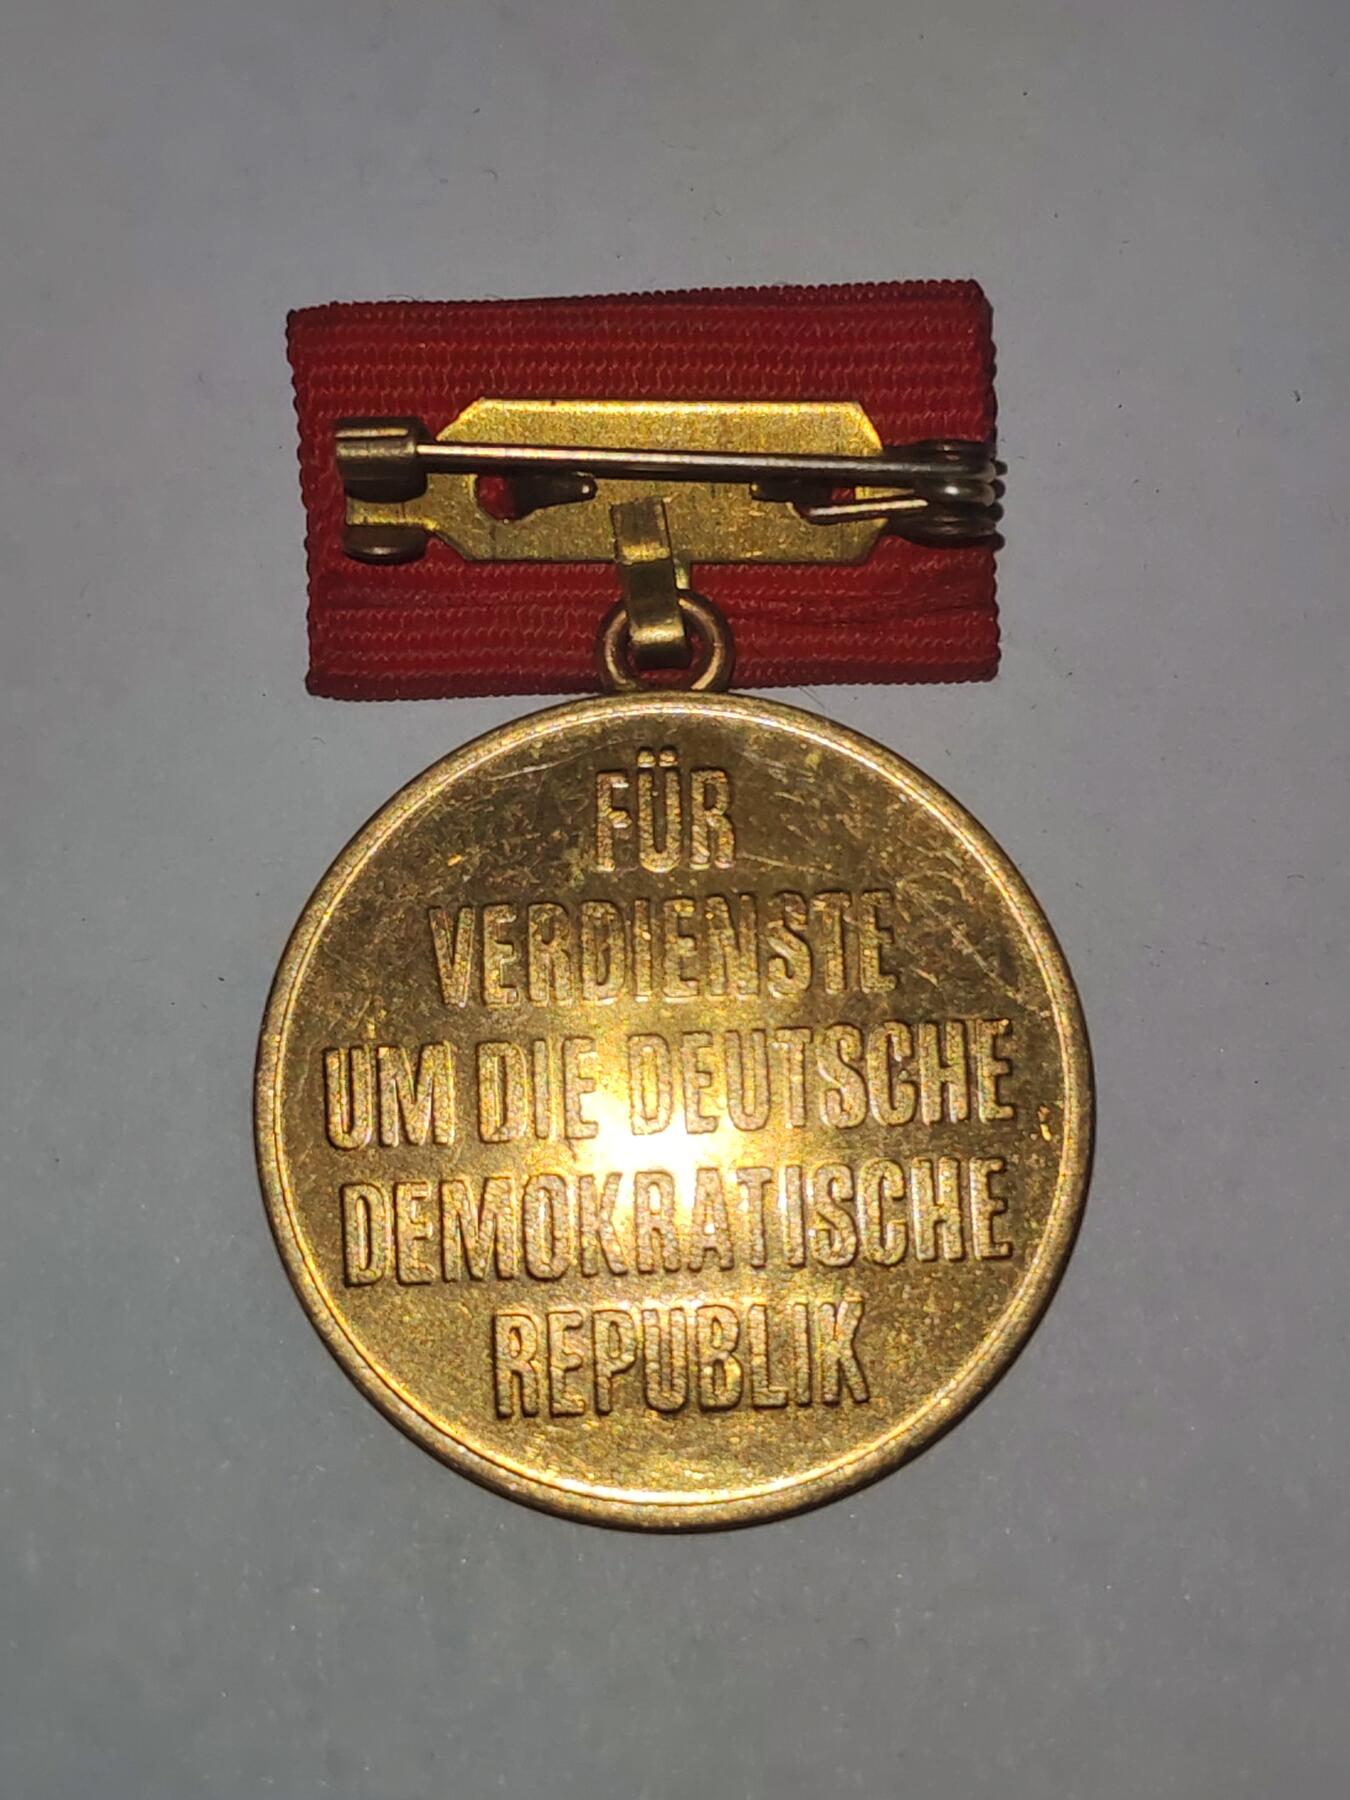 FÜR
VERDIENSTE
UM DIE DEUTSCHE
DEMOKRATISCHE
REPUBLIK